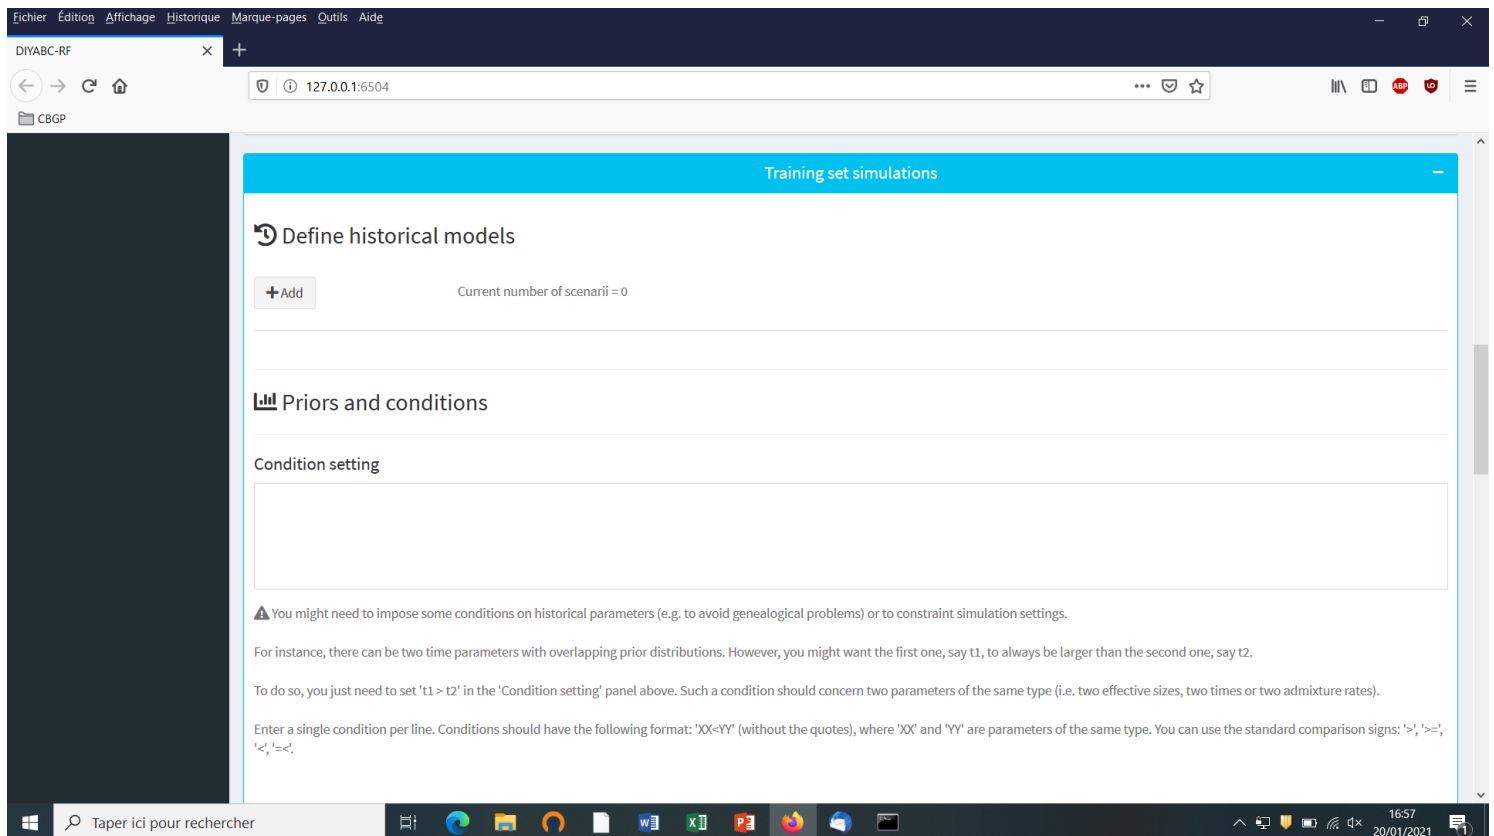 Fichier Édition Affichage Historique Marque-pages Outils Aide
DIYABC-RF
127.0.0.1:6504
CBGP
Training set simulations
Define historical models
Add Current number of scenarii = 0
Priors and conditions
Condition setting
You might need to impose some conditions on historical parameters (e.g. to avoid genealogical problems) or to constraint simulation settings.
For instance, there can be two time parameters with overlapping prior distributions. However, you might want the first one, say t1, to always be larger than the second one, say t2.
To do so, you just need to set 't1 > t2' in the 'Condition setting' panel above. Such a condition should concern two parameters of the same type (i.e. two effective sizes, two times or two admixture rates).
Enter a single condition per line. Conditions should have the following format: 'XX<YY' (without the quotes), where 'XX' and 'YY' are parameters of the same type. You can use the standard comparison signs: '>', '>=',
'<', '=<'.
Taper ici pour rechercher
16:57
20/01/2021